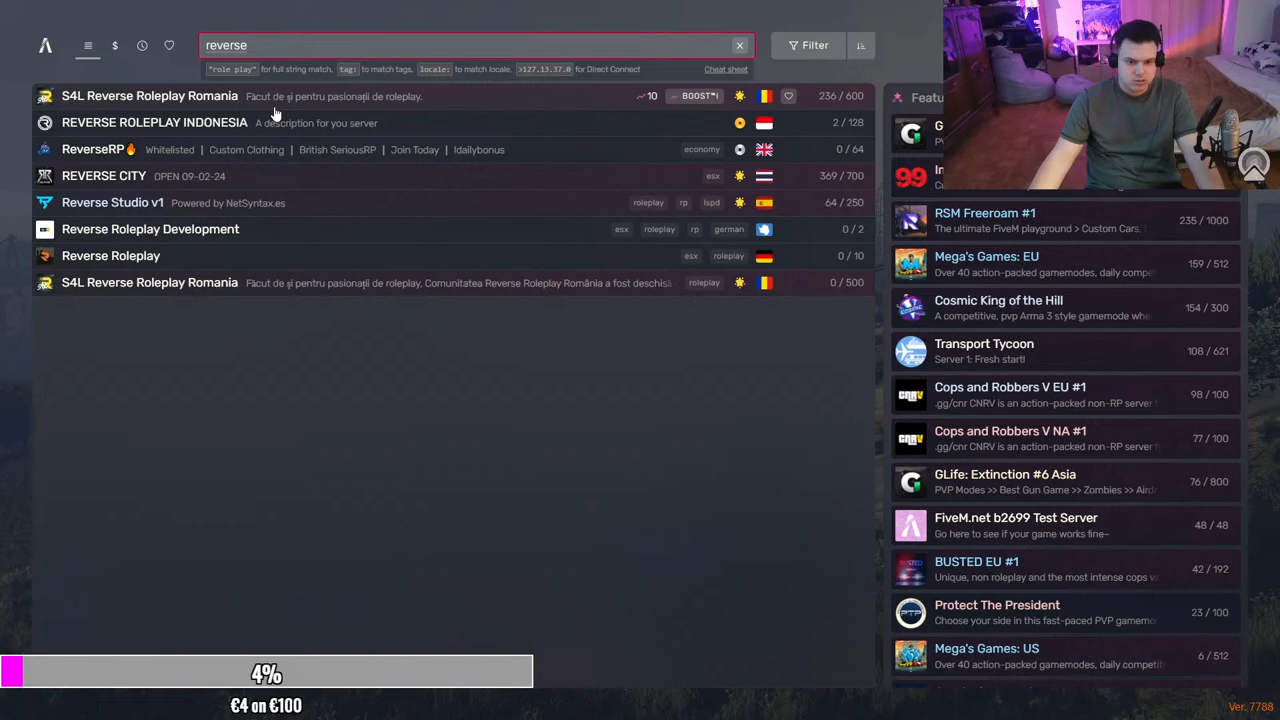 reverse
Filter
"role play" for full string match, tag: to match tags, locale: to match locale, >127.13.37.0 for Direct Connect
Cheat sheet
S4L Reverse Roleplay Romania Făcut de și pentru pasionații de roleplay. 10 BOOST™! 236 / 600
REVERSE ROLEPLAY INDONESIA A description for you server 2 / 128
ReverseRP🔥 Whitelisted | Custom Clothing | British SeriousRP | Join Today | !dailybonus economy 0 / 64
REVERSE CITY OPEN 09-02-24 esx 369 / 700
Reverse Studio v1 Powered by NetSyntax.es roleplay rp lspd 64 / 250
Reverse Roleplay Development esx roleplay rp german 0 / 2
Reverse Roleplay esx roleplay 0 / 10
S4L Reverse Roleplay Romania Făcut de și pentru pasionații de roleplay, Comunitatea Reverse Roleplay România a fost deschisă roleplay 0 / 500
RSM Freeroam #1
The ultimate FiveM playground > Custom Cars,
235 / 1000
Mega's Games: EU
Over 40 action-packed gamemodes, daily compe
159 / 512
Cosmic King of the Hill
A competitive, pvp Arma 3 style gamemode whe
154 / 300
Transport Tycoon
Server 1: Fresh start!
108 / 621
Cops and Robbers V EU #1
.gg/cnr CNRV is an action-packed non-RP server
98 / 100
Cops and Robbers V NA #1
.gg/cnr CNRV is an action-packed non-RP server
77 / 100
GLife: Extinction #6 Asia
PVP Modes >> Best Gun Game >> Zombies >> Aird
76 / 800
FiveM.net b2699 Test Server
Go here to see if your game works fine~
48 / 48
BUSTED EU #1
Unique, non roleplay and the most intense cops v
42 / 192
Protect The President
Choose your side in this fast-paced PVP gamemo
23 / 100
Mega's Games: US
Over 40 action-packed gamemodes, daily competit
6 / 512
4%
€4 on €100
Ver. 7788